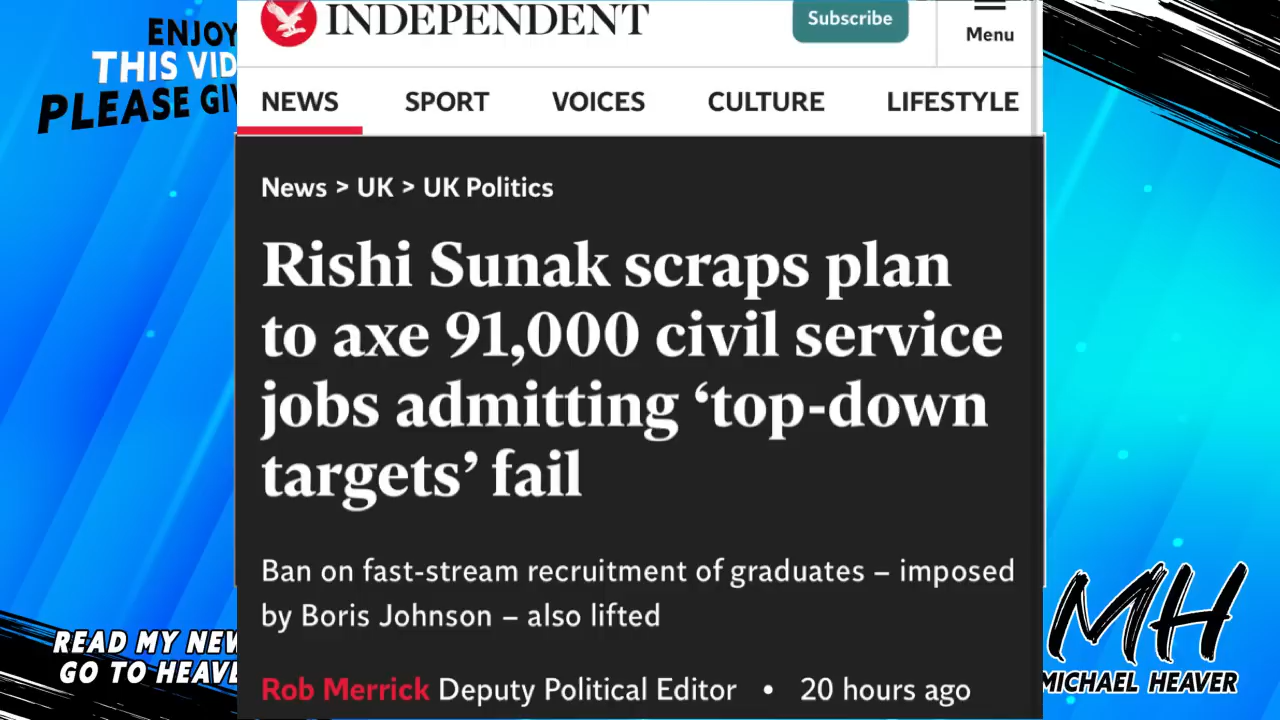 ENJOY
THIS VID
PLEASE GIV
INDEPENDENT
Subscribe
Menu
NEWS SPORT VOICES CULTURE LIFESTYLE
News > UK > UK Politics
Rishi Sunak scraps plan
to axe 91,000 civil service
jobs admitting ‘top-down
targets’ fail
Ban on fast-stream recruitment of graduates – imposed
by Boris Johnson – also lifted
Rob Merrick Deputy Political Editor • 20 hours ago
READ MY NEW
GO TO HEAVE
MH
MICHAEL HEAVER